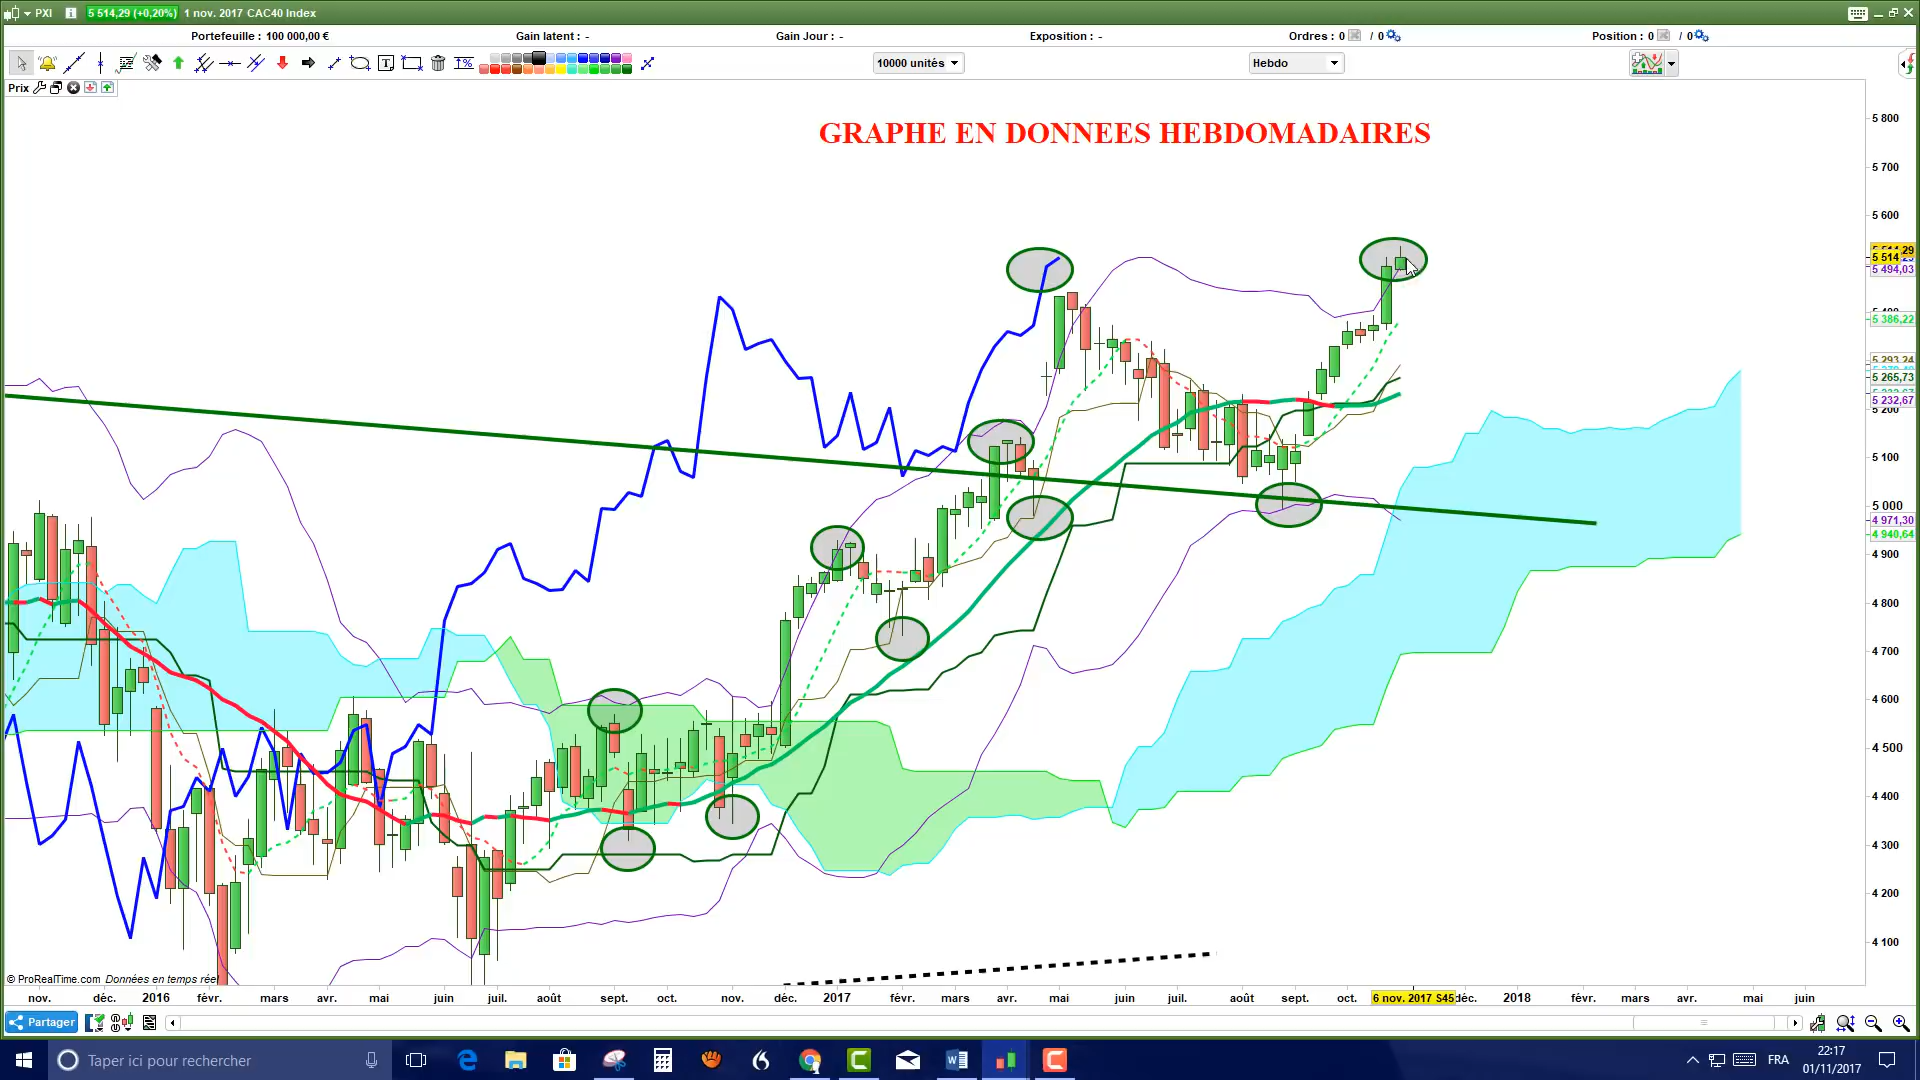 PXI 5 514,29 (+0,20%) 1 nov. 2017 CAC40 Index
Portefeuille : 100 000,00 € Gain latent : - Gain Jour : - Exposition : - Ordres : 0 / 0 Position : 0 / 0
10000 unités Hebdo
Prix
GRAPHE EN DONNEES HEBDOMADAIRES
5 800
5 700
5 600
5 514
5 494,03
5 386,22
5 265,73
5 232,67
5 200
5 100
5 000
4 971,30
4 940,64
4 900
4 800
4 700
4 600
4 500
4 400
4 300
4 200
4 100
© ProRealTime.com Données en temps réel
nov. déc. 2016 févr. mars avr. mai juin juil. août sept. oct. nov. déc. 2017 févr. mars avr. mai juin juil. août sept. oct. 6 nov. 2017 S45 déc. 2018 févr. mars avr. mai juin
Partager
Taper ici pour rechercher
FRA
22:17
01/11/2017